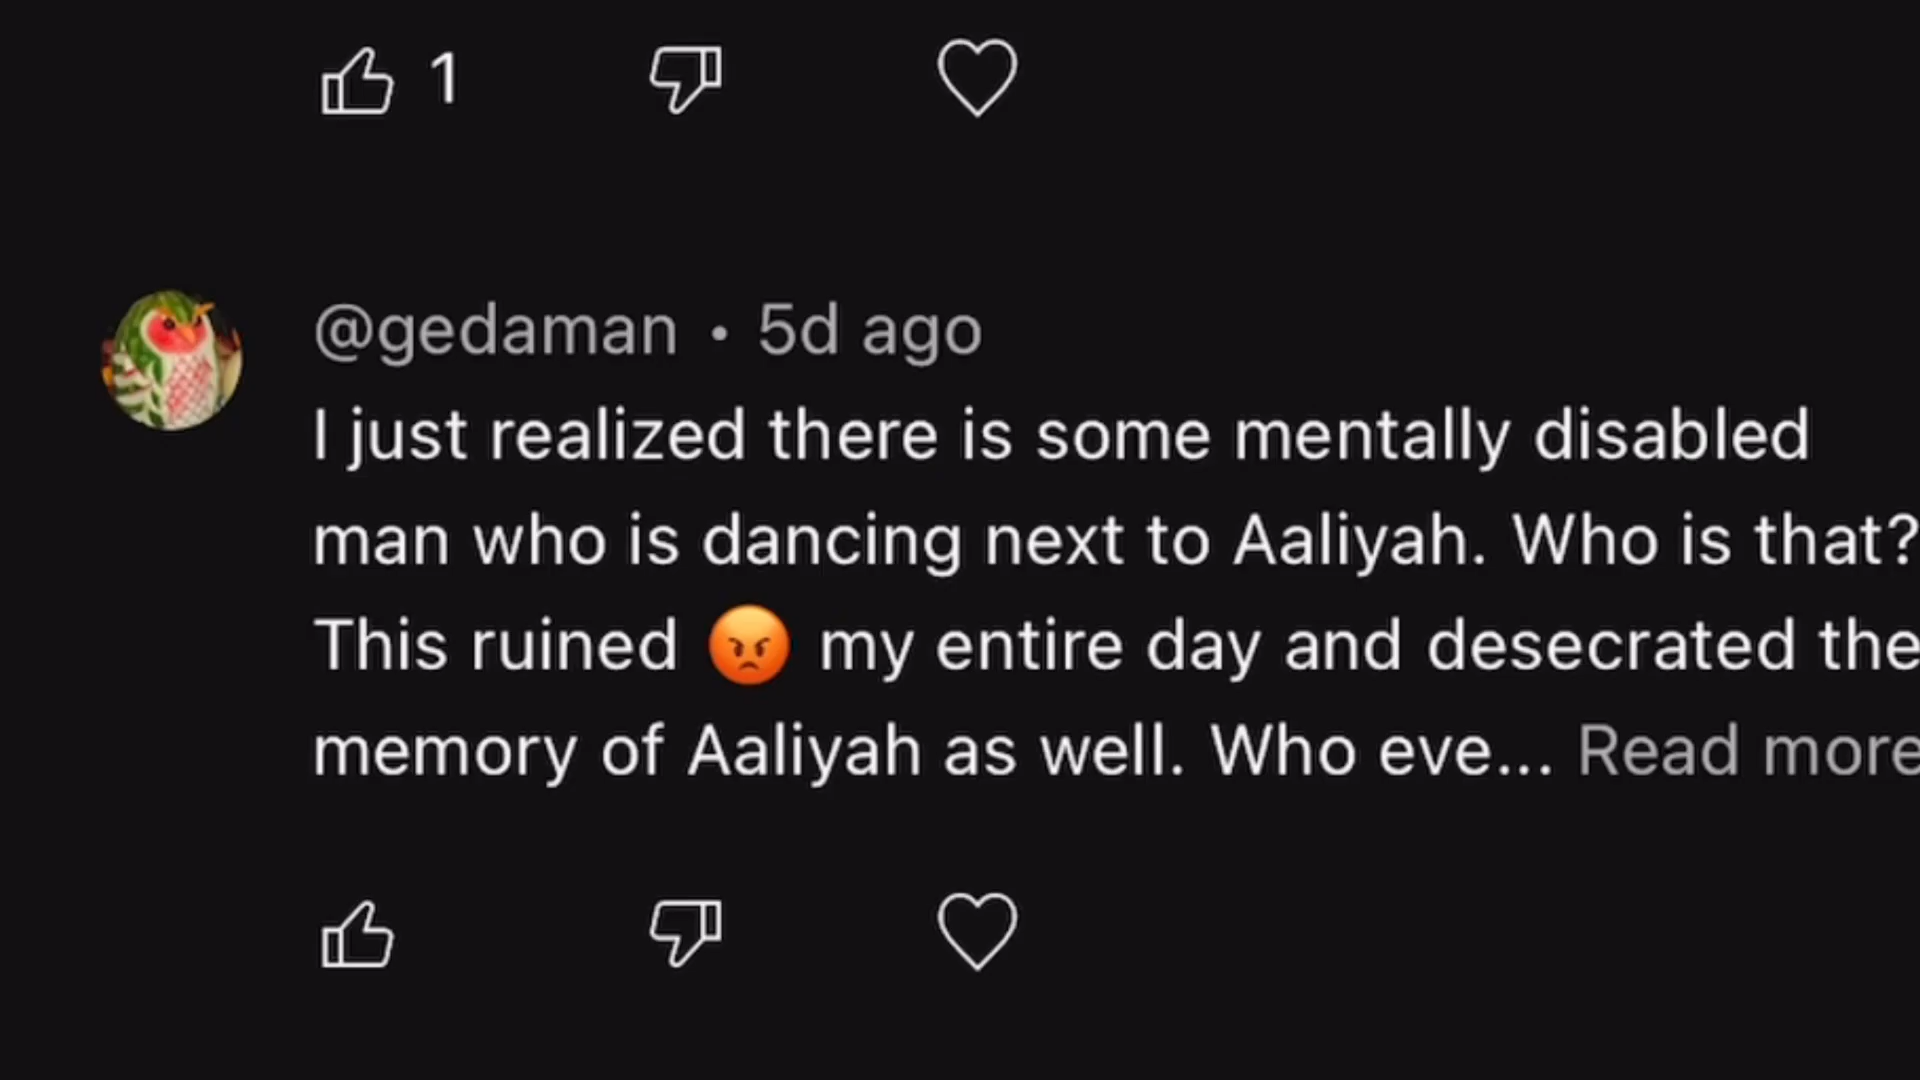 1
@gedaman • 5d ago
I just realized there is some mentally disabled
man who is dancing next to Aaliyah. Who is that?
This ruined 😡 my entire day and desecrated the
memory of Aaliyah as well. Who eve... Read more